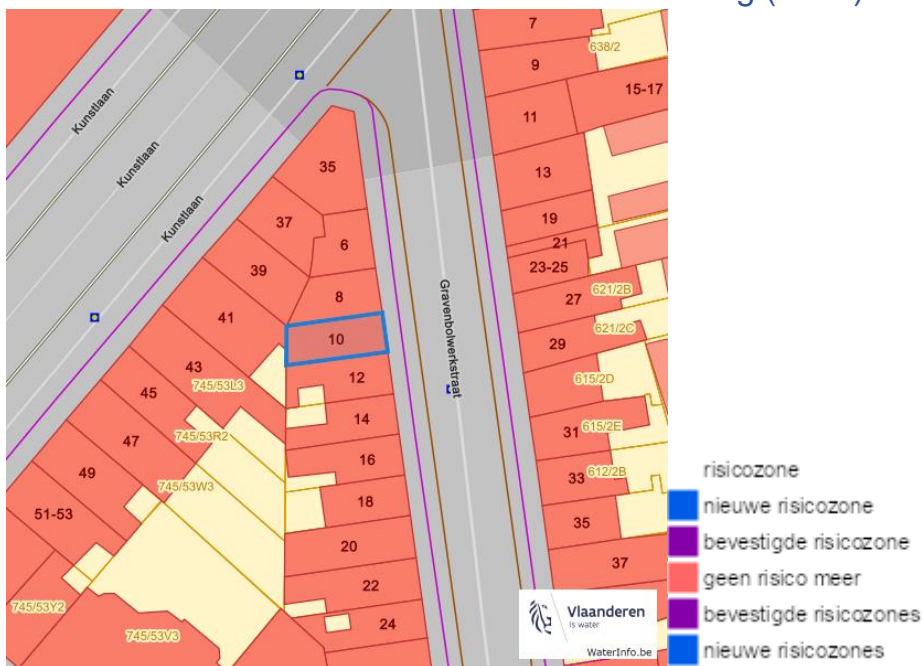 7
638/2
9
15-17
11
13
19
21
23-25
27
621/2B
621/2C
29
615/2D
31
615/2E
33
612/2B
35
37
Kunstlaan
Kunstlaan
Kunstlaan
35
37
6
39
8
41
10
43
745/53L3
12
45
14
745/53R2
47
16
49
745/53W3
18
51-53
20
22
745/53Y2
24
745/53V3
Gravenbolwerkstraat
Vlaanderen
is water
WaterInfo.be
risicozone
nieuwe risicozone
bevestigde risicozone
geen risico meer
bevestigde risicozones
nieuwe risicozones